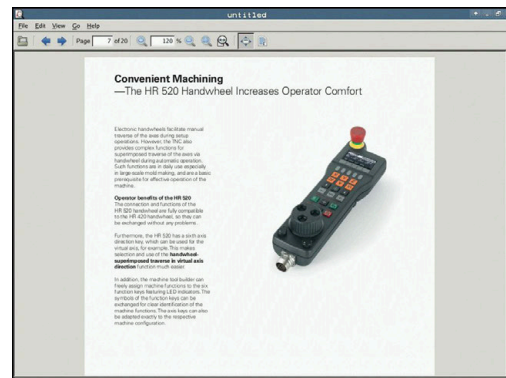 untitled
File Edit View Go Help
Page 7 of 20 120 %
Convenient Machining
—The HR 520 Handwheel Increases Operator Comfort
Electronic handwheels facilitate manual
traverse of the axes during setup
operations. However, the TNC also
provides complex functions for
superimposed traverse of the axes via
handwheel during automatic operation.
Such functions are in daily use especially
in large-scale mold making, and are a basic
prerequisite for effective operation of the
machine.
Operator benefits of the HR 520
The connection and functions of the
HR 520 handwheel are fully compatible
to the HR 420 handwheel, so they can
be exchanged without any problems.
Furthermore, the HR 520 has a sixth axis
direction key, which can be used for the
virtual axis, for example. This makes
selection and use of the handwheel-
superimposed traverse in virtual axis
direction function much easier.
In addition, the machine tool builder can
freely assign machine functions to the six
function keys featuring LED indicators. The
symbols of the function keys can be
exchanged for clear identification of the
machine functions. The axis keys can also
be adapted exactly to the respective
machine configuration.